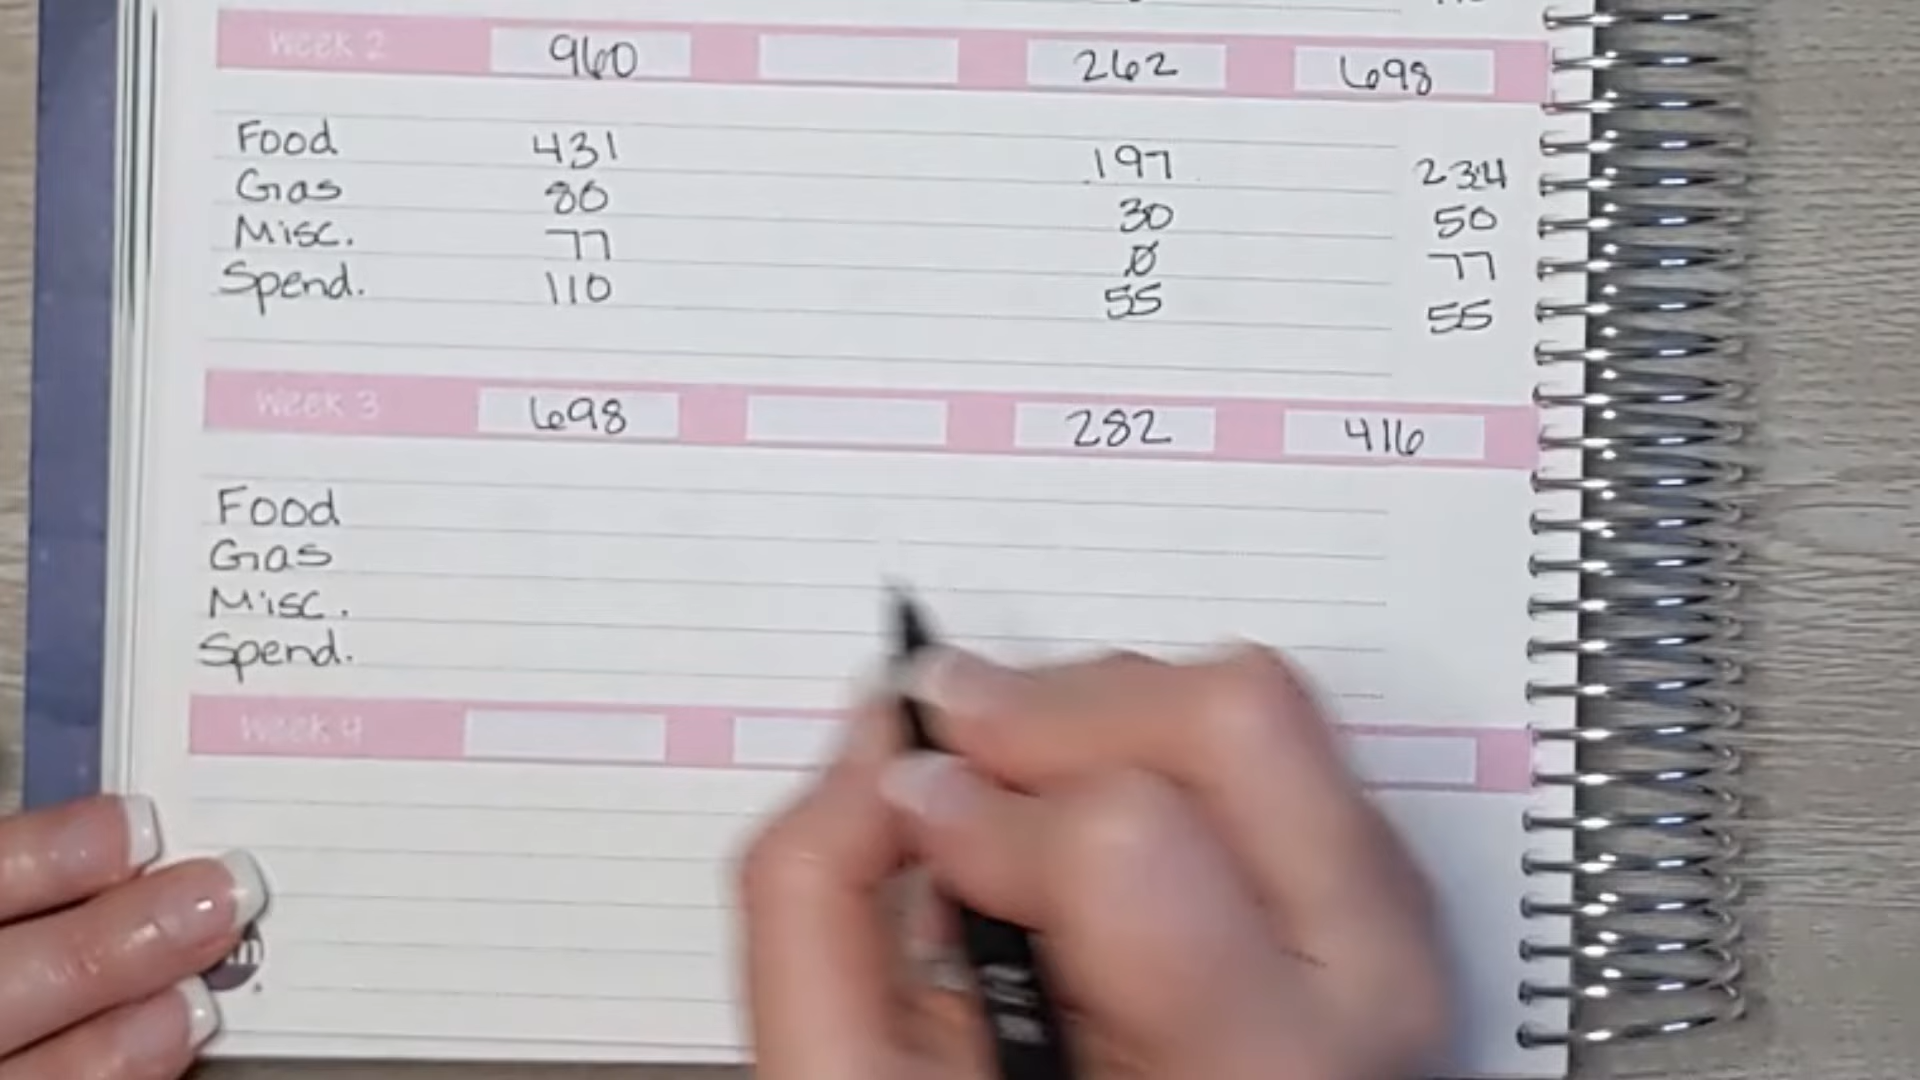 Week 2 960 262 698
Food 431 197 234
Gas 80 30 50
Misc. 77 Ø 77
Spend. 110 55 55
Week 3 698 282 416
Food
Gas
Misc.
Spend.
Week 4